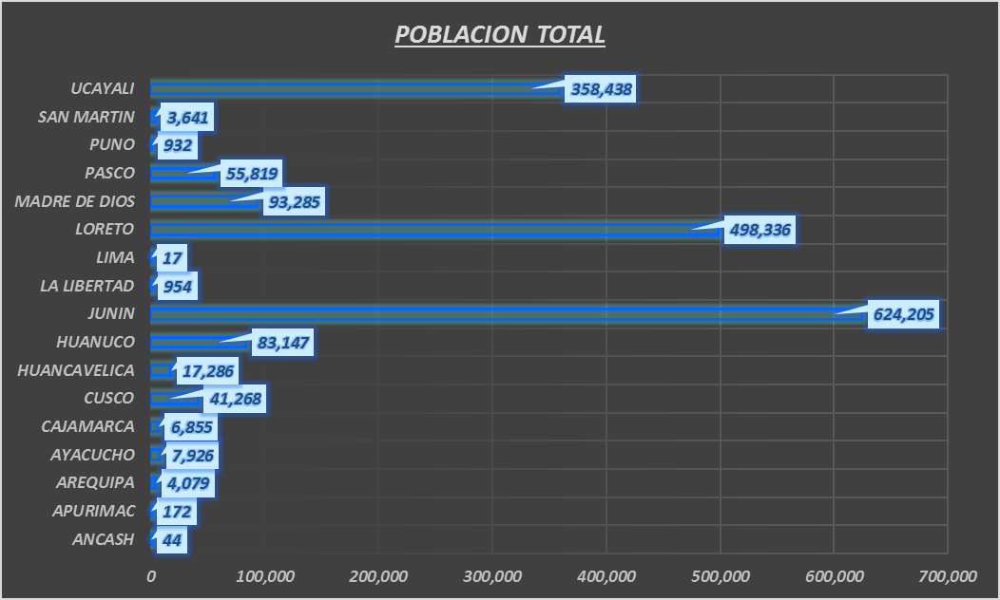 POBLACION TOTAL
UCAYALI 358,438
SAN MARTIN 3,641
PUNO 932
PASCO 55,819
MADRE DE DIOS 93,285
LORETO 498,336
LIMA 17
LA LIBERTAD 954
JUNIN 624,205
HUANUCO 83,147
HUANCAVELICA 17,286
CUSCO 41,268
CAJAMARCA 6,855
AYACUCHO 7,926
AREQUIPA 4,079
APURIMAC 172
ANCASH 44
0 100,000 200,000 300,000 400,000 500,000 600,000 700,000